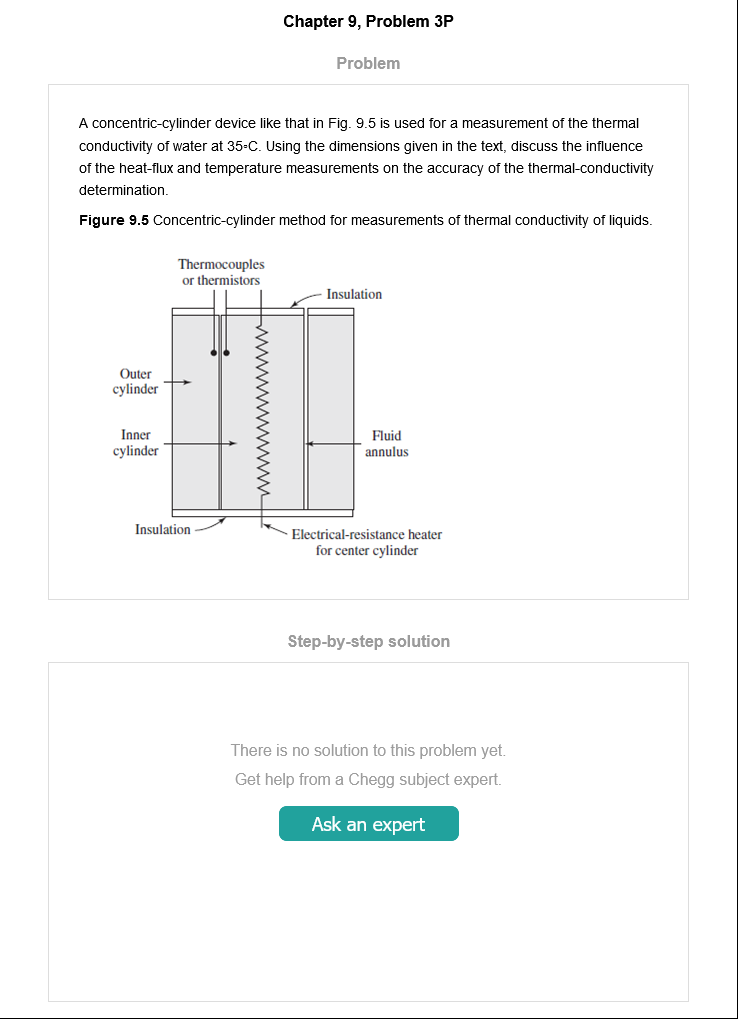 Chapter 9, Problem 3P
Problem
A concentric-cylinder device like that in Fig. 9.5 is used for a measurement of the thermal
conductivity of water at 35◦C. Using the dimensions given in the text, discuss the influence
of the heat-flux and temperature measurements on the accuracy of the thermal-conductivity
determination.
Figure 9.5 Concentric-cylinder method for measurements of thermal conductivity of liquids.
Thermocouples
or thermistors
Insulation
Outer
cylinder
Inner
cylinder
Fluid
annulus
Insulation
Electrical-resistance heater
for center cylinder
Step-by-step solution
There is no solution to this problem yet.
Get help from a Chegg subject expert.
Ask an expert